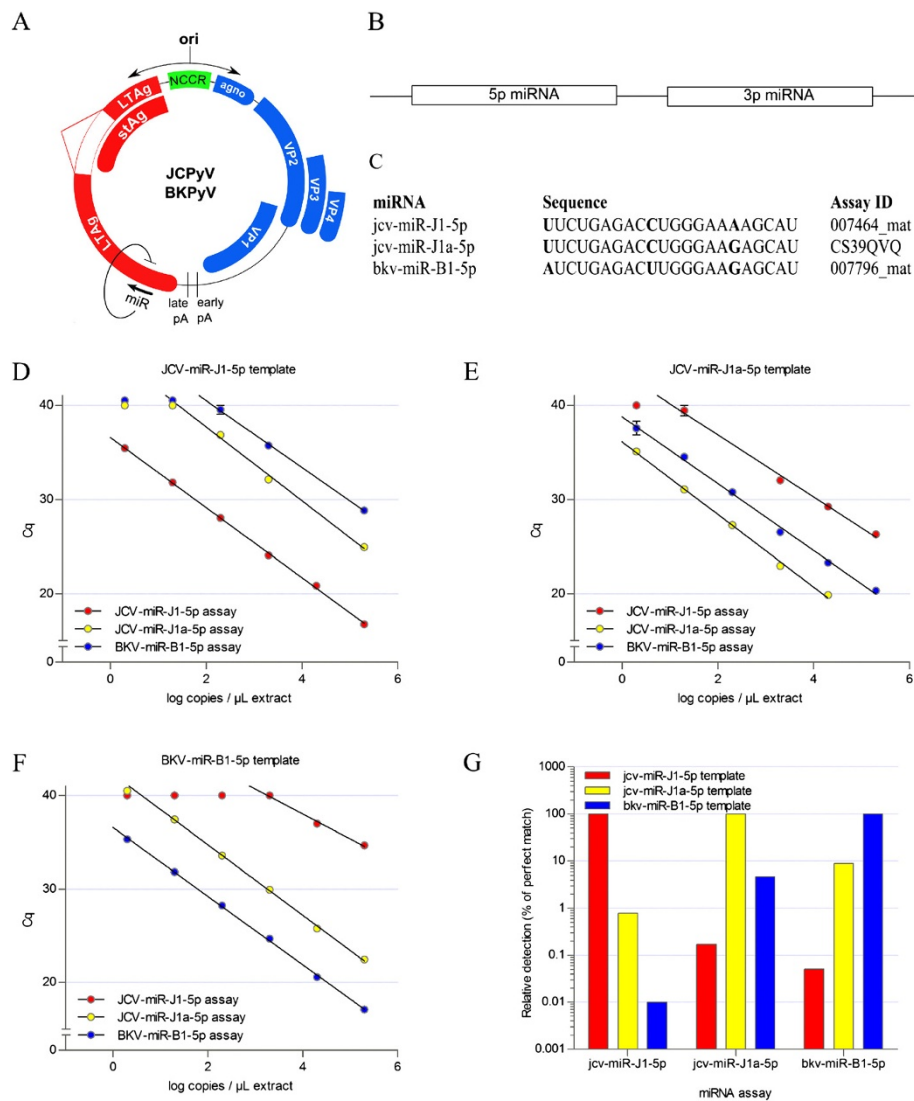 A
ori
LTAg
NCCR
agno
stAg
VP2
JCPyV
BKPyV
VP3
VP4
LTAg
VP1
miR
late pA
early pA
B
5p miRNA
3p miRNA
C
miRNA Sequence Assay ID
jcv-miR-J1-5p UUCUGAGACCUGGGAAAAGCAU 007464_mat
jcv-miR-J1a-5p UUCUGAGACCUGGGAAGAGCAU CS39QVQ
bkv-miR-B1-5p AUCUGAGACUUGGGAAGAGCAU 007796_mat
D
JCV-miR-J1-5p template
40
30
20
0
Cq
JCV-miR-J1-5p assay
JCV-miR-J1a-5p assay
BKV-miR-B1-5p assay
0 2 4 6
log copies / µL extract
E
JCV-miR-J1a-5p template
40
30
20
0
Cq
JCV-miR-J1-5p assay
JCV-miR-J1a-5p assay
BKV-miR-B1-5p assay
0 2 4 6
log copies / µL extract
F
BKV-miR-B1-5p template
40
30
20
0
Cq
JCV-miR-J1-5p assay
JCV-miR-J1a-5p assay
BKV-miR-B1-5p assay
0 2 4 6
log copies / µL extract
G
Relative detection (% of perfect match)
1000
100
10
1
0.1
0.01
0.001
jcv-miR-J1-5p template
jcv-miR-J1a-5p template
bkv-miR-B1-5p template
jcv-miR-J1-5p jcv-miR-J1a-5p bkv-miR-B1-5p
miRNA assay